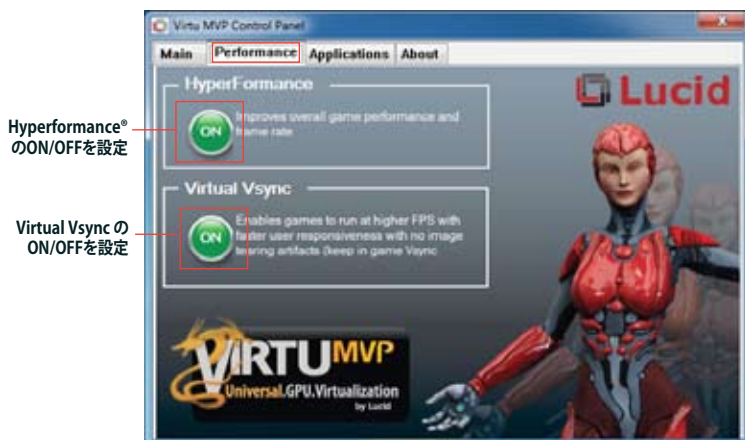 Virtu MVP Control Panel
Main Performance Applications About
HyperFormance
ON
Improves overall game performance and
frame rate
Lucid
Hyperformance®
のON/OFFを設定
Virtual Vsync
ON
Enables games to run at higher FPS with
faster user responsiveness with no image
tearing artifacts (keep in game Vsync
Virtual Vsync の
ON/OFFを設定
VIRTU MVP
Universal.GPU.Virtualization
by Lucid